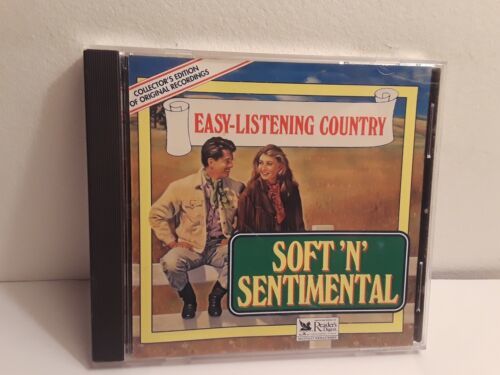 COLLECTOR'S EDITION
OF ORIGINAL RECORDINGS
EASY-LISTENING COUNTRY
SOFT 'N'
SENTIMENTAL
Reader's
Digest